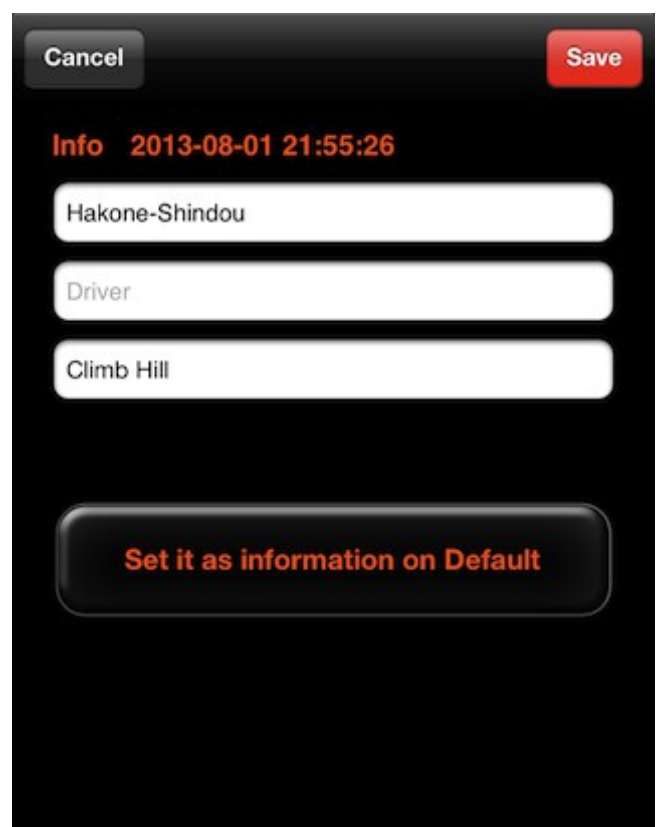 Cancel Save
Info 2013-08-01 21:55:26
Hakone-Shindou
Driver
Climb Hill
Set it as information on Default